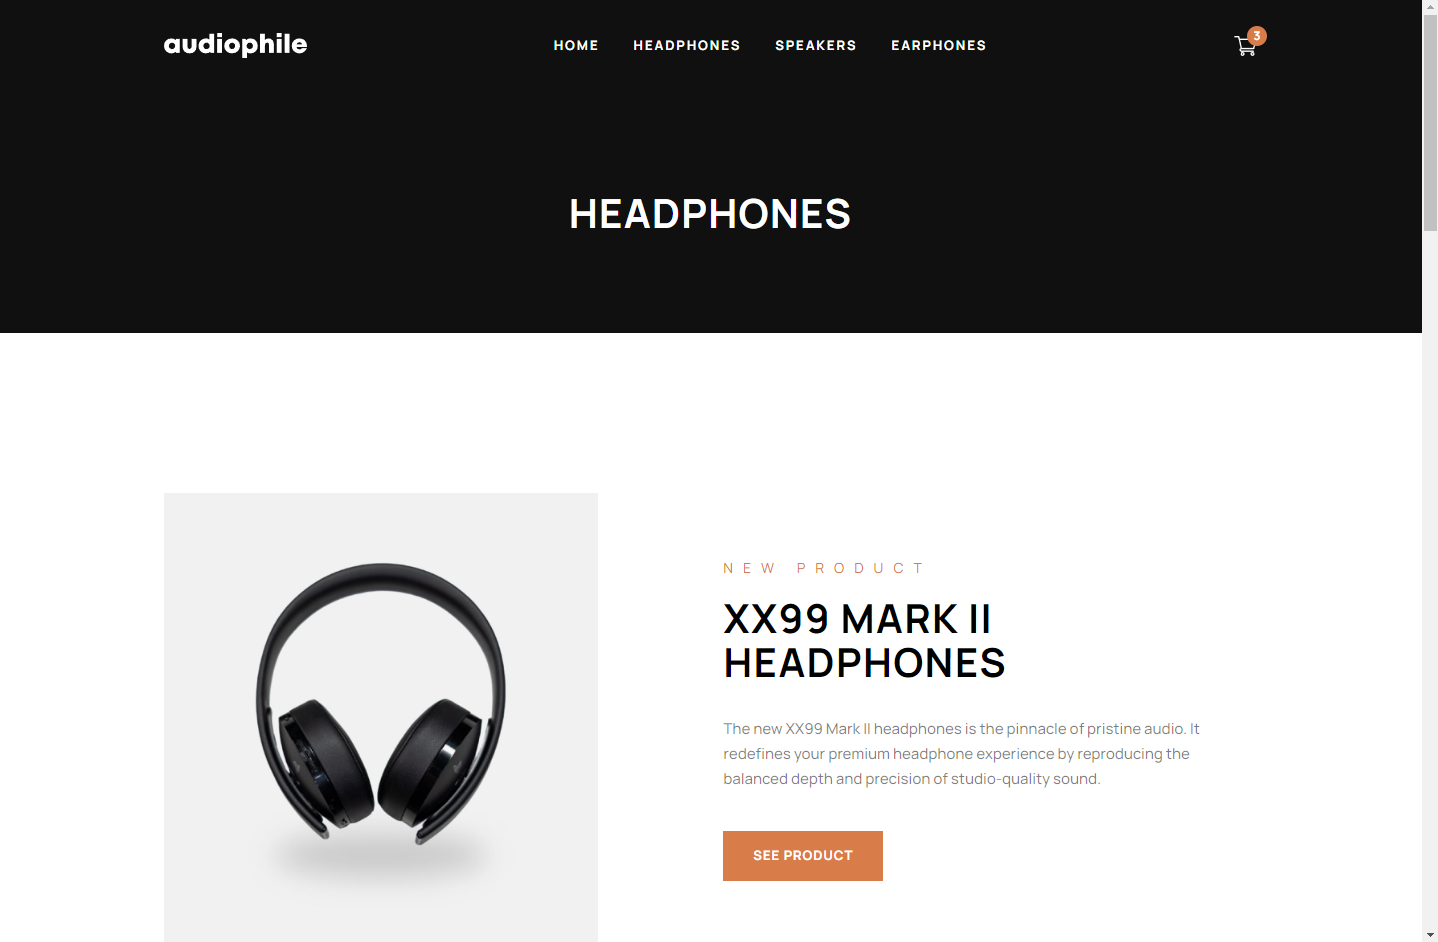 audiophile
HOME HEADPHONES SPEAKERS EARPHONES
3
HEADPHONES
NEW PRODUCT
XX99 MARK II
HEADPHONES
The new XX99 Mark II headphones is the pinnacle of pristine audio. It
redefines your premium headphone experience by reproducing the
balanced depth and precision of studio-quality sound.
SEE PRODUCT